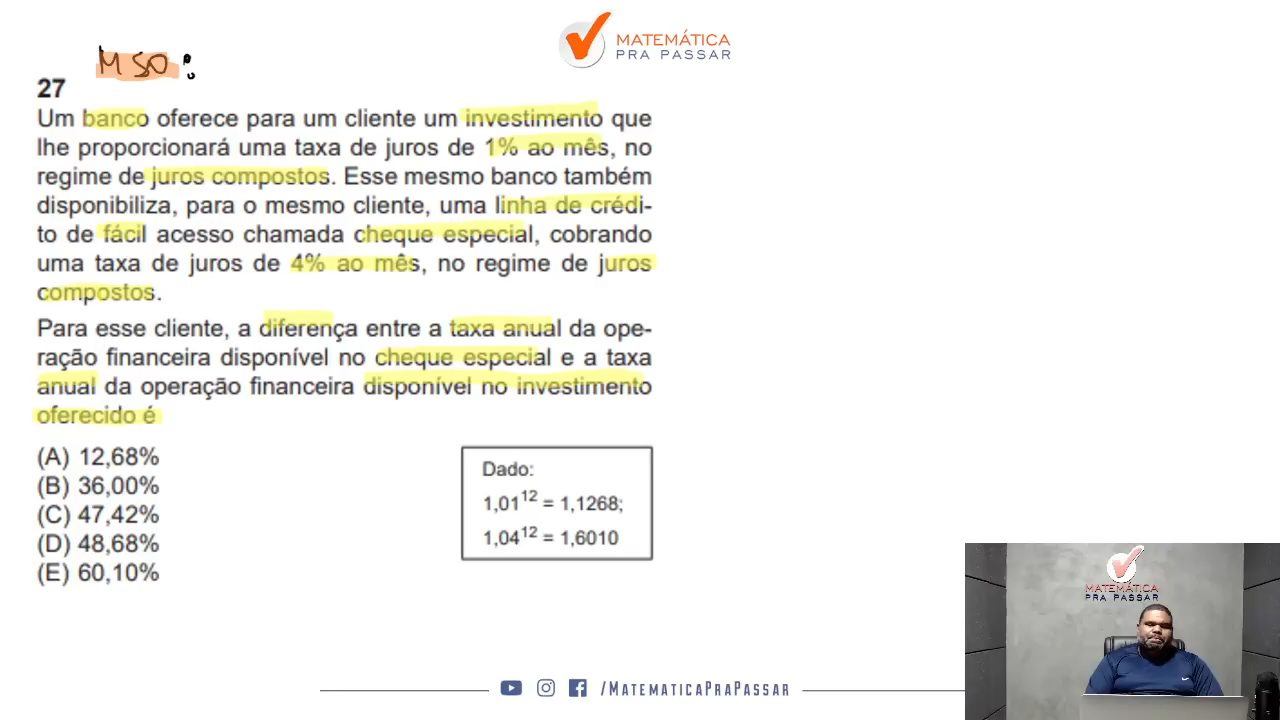 MATEMÁTICA
PRA PASSAR
M50:
27
Um banco oferece para um cliente um investimento que
lhe proporcionará uma taxa de juros de 1% ao mês, no
regime de juros compostos. Esse mesmo banco também
disponibiliza, para o mesmo cliente, uma linha de crédi-
to de fácil acesso chamada cheque especial, cobrando
uma taxa de juros de 4% ao mês, no regime de juros
compostos.
Para esse cliente, a diferença entre a taxa anual da ope-
ração financeira disponível no cheque especial e a taxa
anual da operação financeira disponível no investimento
oferecido é
(A) 12,68%
(B) 36,00%
(C) 47,42%
(D) 48,68%
(E) 60,10%
Dado:
1,01¹² = 1,1268;
1,04¹² = 1,6010
MATEMÁTICA
PRA PASSAR
/MATEMATICAPRAPASSAR